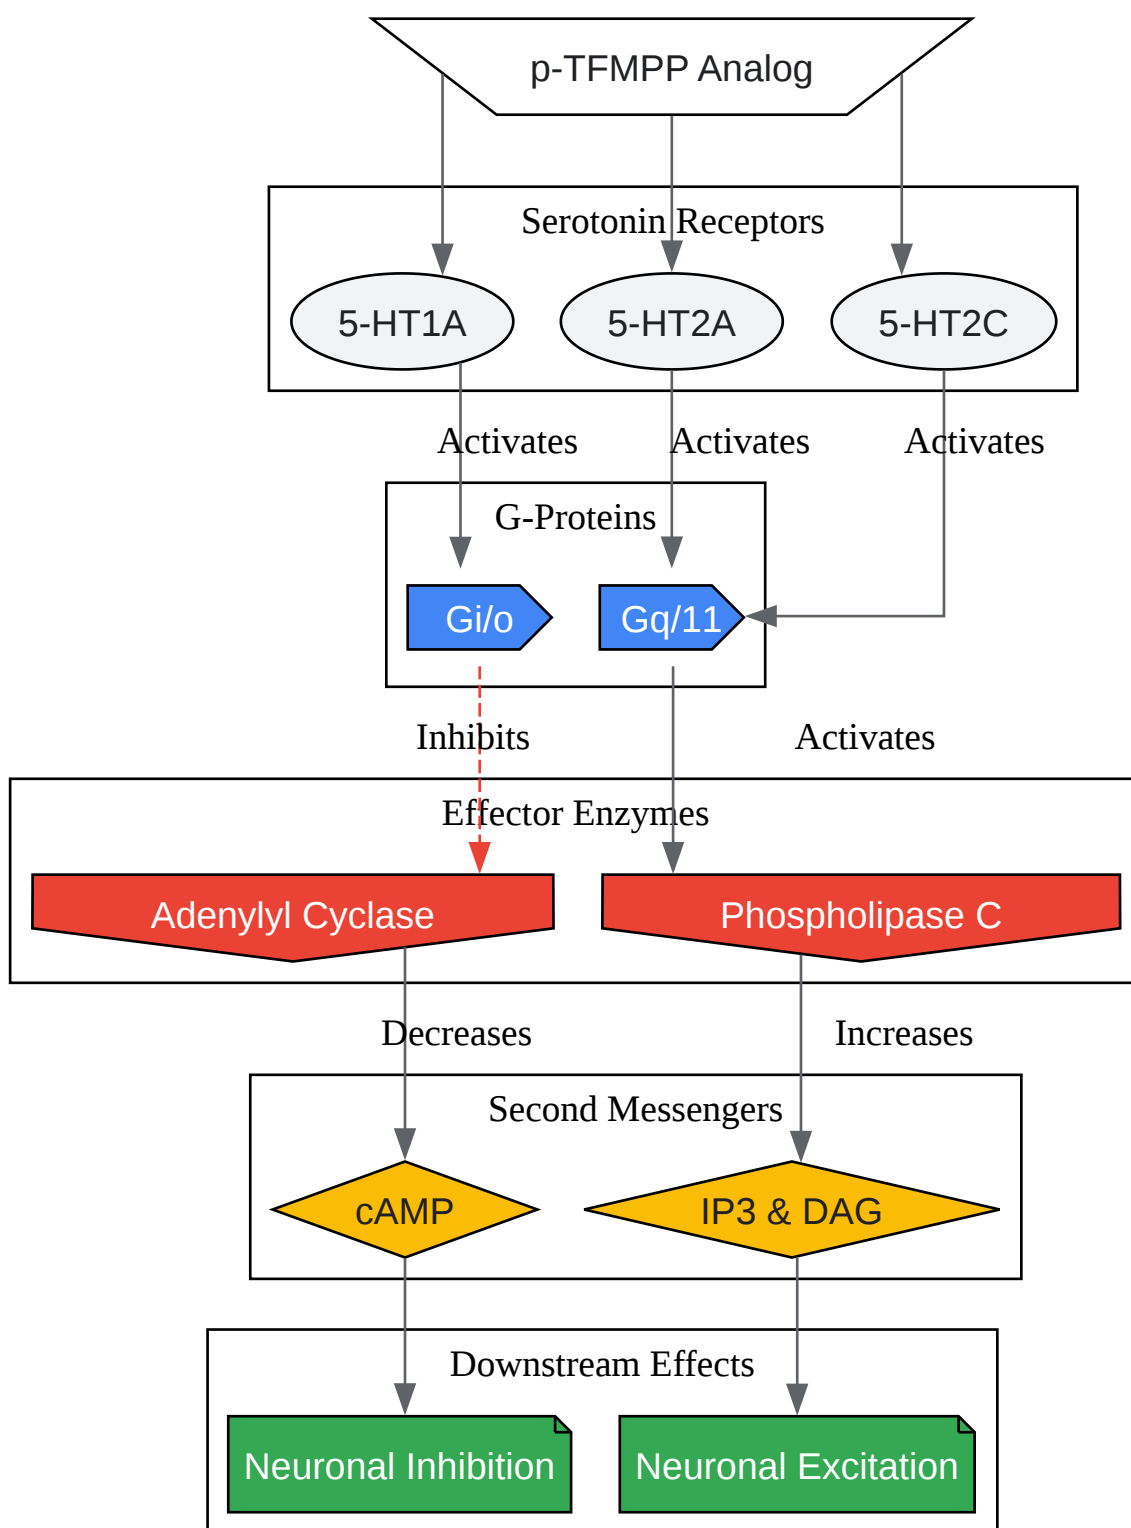 p-TFMPP Analog
Serotonin Receptors
5-HT1A
5-HT2A
5-HT2C
Activates
Activates
Activates
G-Proteins
Gi/o
Gq/11
Inhibits
Activates
Effector Enzymes
Adenylyl Cyclase
Phospholipase C
Decreases
Increases
Second Messengers
cAMP
IP3 & DAG
Downstream Effects
Neuronal Inhibition
Neuronal Excitation